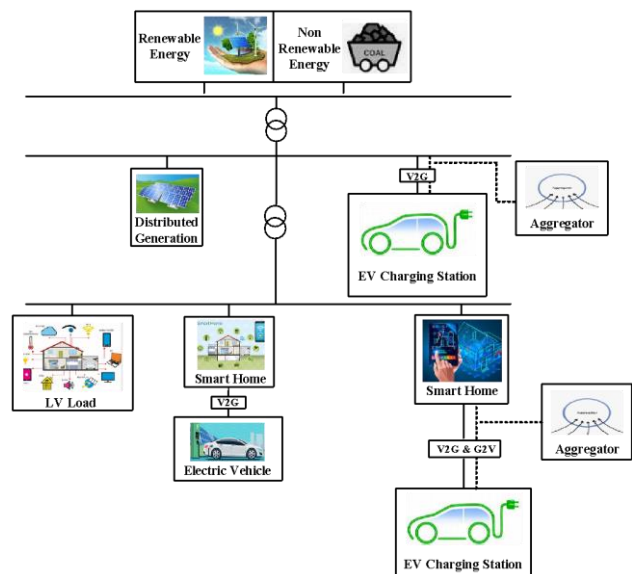 Renewable
Energy
Non
Renewable
Energy
COAL
V2G
Distributed
Generation
EV Charging Station
Aggregator
LV Load
Smart Home
Smart Home
V2G
Electric Vehicle
V2G & G2V
Aggregator
EV Charging Station